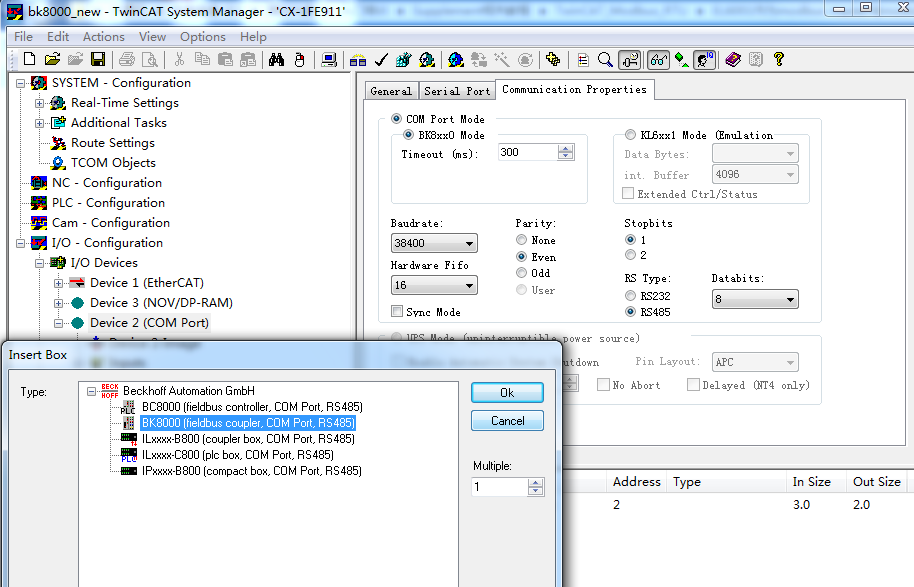 bk8000_new - TwinCAT System Manager - 'CX-1FE911'
File Edit Actions View Options Help
SYSTEM - Configuration
Real-Time Settings
Additional Tasks
Route Settings
TCOM Objects
NC - Configuration
PLC - Configuration
Cam - Configuration
I/O - Configuration
I/O Devices
Device 1 (EtherCAT)
Device 3 (NOV/DP-RAM)
Device 2 (COM Port)
General Serial Port Communication Properties
COM Port Mode
BK8xx0 Mode
Timeout (ms): 300
KL6xx1 Mode (Emulation
Data Bytes:
int. Buffer 4096
Extended Ctrl/Status
Baudrate:
38400
Hardware Fifo
16
Sync Mode
Parity:
None
Even
Odd
User
Stopbits
1
2
RS Type:
RS232
RS485
Databits:
8
UPS Mode (uninterruptible power source)
Pin Layout: APC
No Abort Delayed (NT4 only)
Insert Box
Type:
BECK
HOFF
Beckhoff Automation GmbH
BC8000 (fieldbus controller, COM Port, RS485)
BK8000 (fieldbus coupler, COM Port, RS485)
ILxxxx-B800 (coupler box, COM Port, RS485)
ILxxxx-C800 (plc box, COM Port, RS485)
IPxxxx-B800 (compact box, COM Port, RS485)
Ok
Cancel
Multiple:
1
Address Type In Size Out Size
2 3.0 2.0